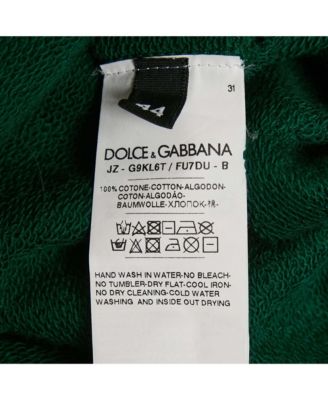 44
31
DOLCE & GABBANA
JZ - G9KL6T / FU7DU - B
100% COTONE-COTTON-ALGODON-
COTON-ALGODÃO-
BAUMWOLLE-ХЛОПОК-棉-
HAND WASH IN WATER-NO BLEACH-
NO TUMBLER-DRY FLAT-COOL IRON-
NO DRY CLEANING-COLD WATER
WASHING AND INSIDE OUT DRYING